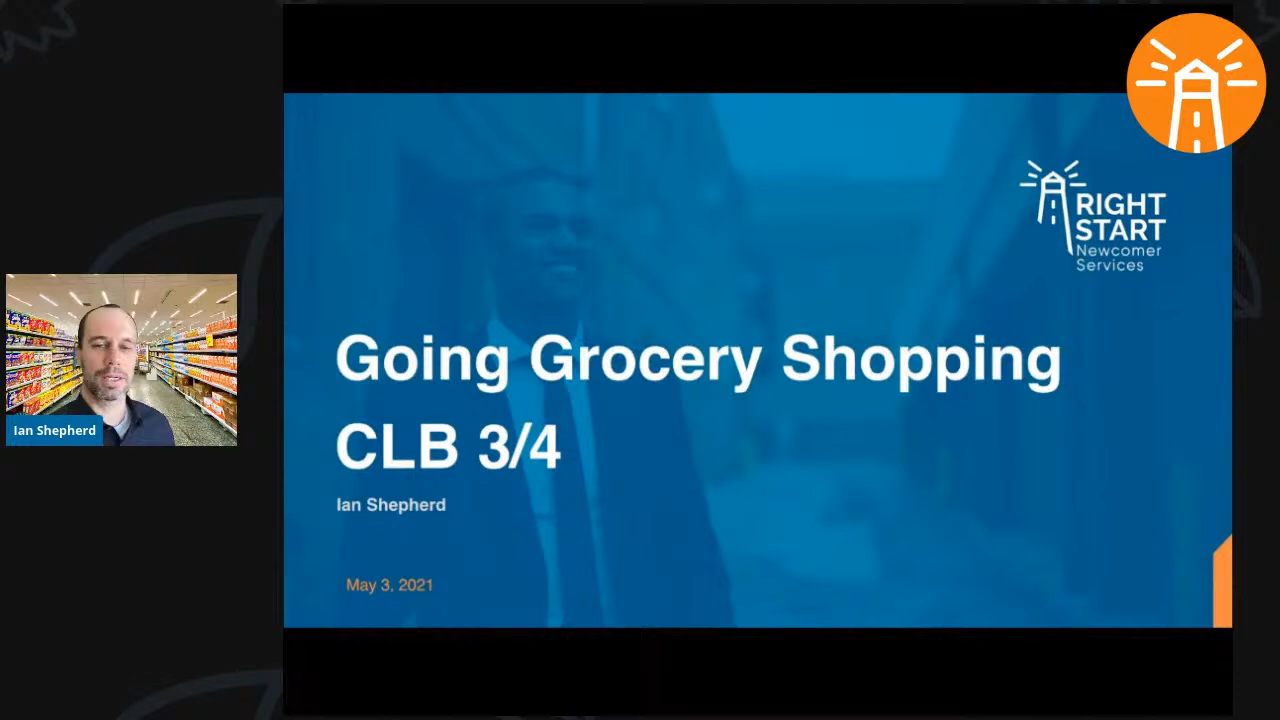 RIGHT
START
Newcomer
Services
Going Grocery Shopping
CLB 3/4
Ian Shepherd
May 3, 2021
Ian Shepherd